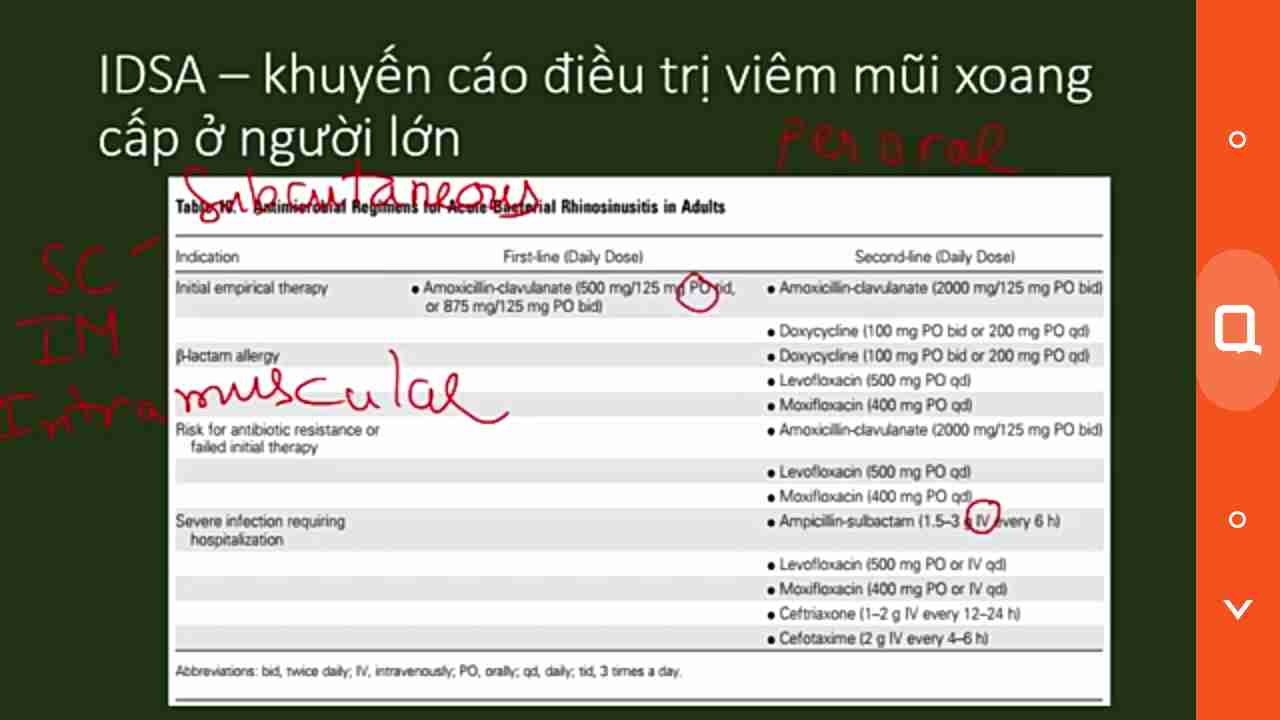 IDSA – khuyến cáo điều trị viêm mũi xoang
cấp ở người lớn
Per oral
Subcutaneous
Table 10. Antimicrobial Regimens for Acute Bacterial Rhinosinusitis in Adults
SC -
IM
Intramuscular
Indication First-line (Daily Dose) Second-line (Daily Dose)
Initial empirical therapy • Amoxicillin-clavulanate (500 mg/125 mg PO tid, • Amoxicillin-clavulanate (2000 mg/125 mg PO bid)
or 875 mg/125 mg PO bid)
• Doxycycline (100 mg PO bid or 200 mg PO qd)
β-lactam allergy • Doxycycline (100 mg PO bid or 200 mg PO qd)
• Levofloxacin (500 mg PO qd)
• Moxifloxacin (400 mg PO qd)
Risk for antibiotic resistance or • Amoxicillin-clavulanate (2000 mg/125 mg PO bid)
failed initial therapy
• Levofloxacin (500 mg PO qd)
• Moxifloxacin (400 mg PO qd)
Severe infection requiring • Ampicillin-sulbactam (1.5–3 g IV every 6 h)
hospitalization
• Levofloxacin (500 mg PO or IV qd)
• Moxifloxacin (400 mg PO or IV qd)
• Ceftriaxone (1–2 g IV every 12–24 h)
• Cefotaxime (2 g IV every 4–6 h)
Abbreviations: bid, twice daily; IV, intravenously; PO, orally; qd, daily; tid, 3 times a day.